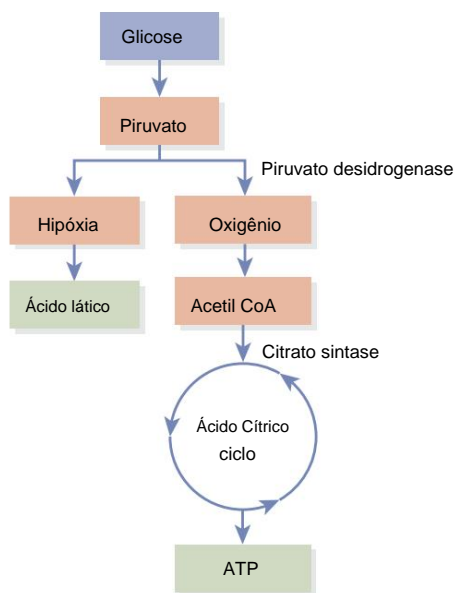 Glicose
Piruvato
Piruvato desidrogenase
Hipóxia
Oxigênio
Ácido lático
Acetil CoA
Citrato sintase
Ácido Cítrico
ciclo
ATP